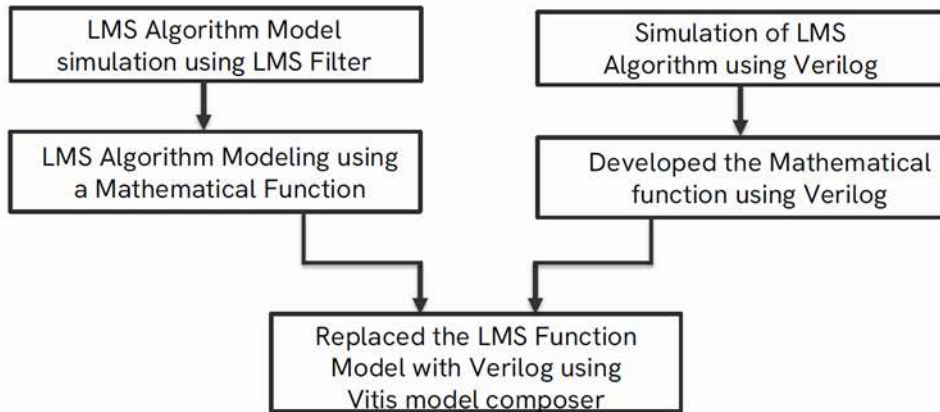 LMS Algorithm Model
simulation using LMS Filter
Simulation of LMS
Algorithm using Verilog
LMS Algorithm Modeling using
a Mathematical Function
Developed the Mathematical
function using Verilog
Replaced the LMS Function
Model with Verilog using
Vitis model composer